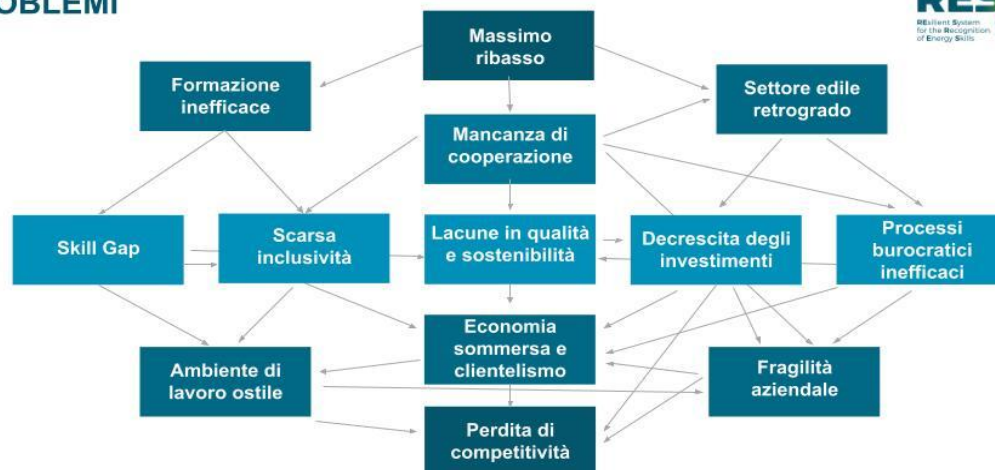 OBLEMI
RES
REsilient System
for the Recognition
of Energy Skills
Massimo
ribasso
Formazione
inefficace
Settore edile
retrogrado
Mancanza di
cooperazione
Skill Gap
Scarsa
inclusività
Lacune in qualità
e sostenibilità
Decrescita degli
investimenti
Processi
burocratici
inefficaci
Economia
sommersa e
clientelismo
Ambiente di
lavoro ostile
Fragilità
aziendale
Perdita di
competitività